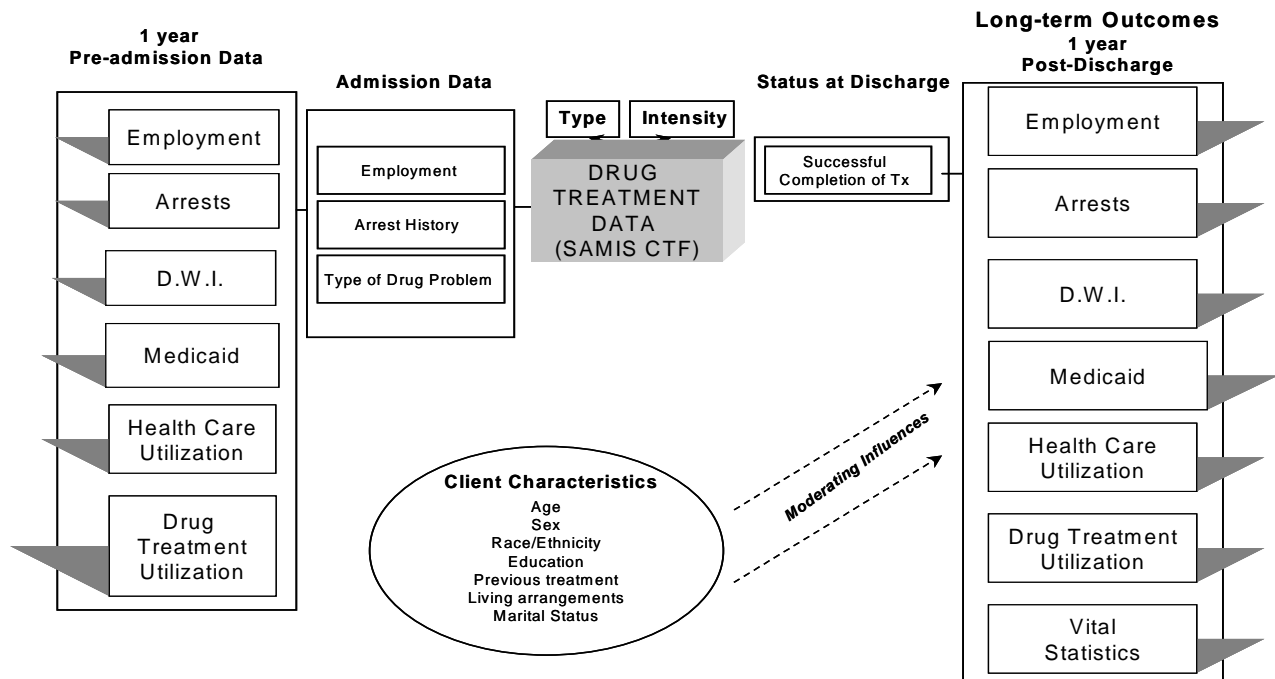 1 year
Pre-admission Data
Employment
Arrests
D.W.I.
Medicaid
Health Care
Utilization
Drug
Treatment
Utilization
Admission Data
Employment
Arrest History
Type of Drug Problem
Type
Intensity
DRUG
TREATMENT
DATA
(SAMIS CTF)
Status at Discharge
Successful
Completion of Tx
Client Characteristics
Age
Sex
Race/Ethnicity
Education
Previous treatment
Living arrangements
Marital Status
Moderating Influences
Long-term Outcomes
1 year
Post-Discharge
Employment
Arrests
D.W.I.
Medicaid
Health Care
Utilization
Drug Treatment
Utilization
Vital
Statistics